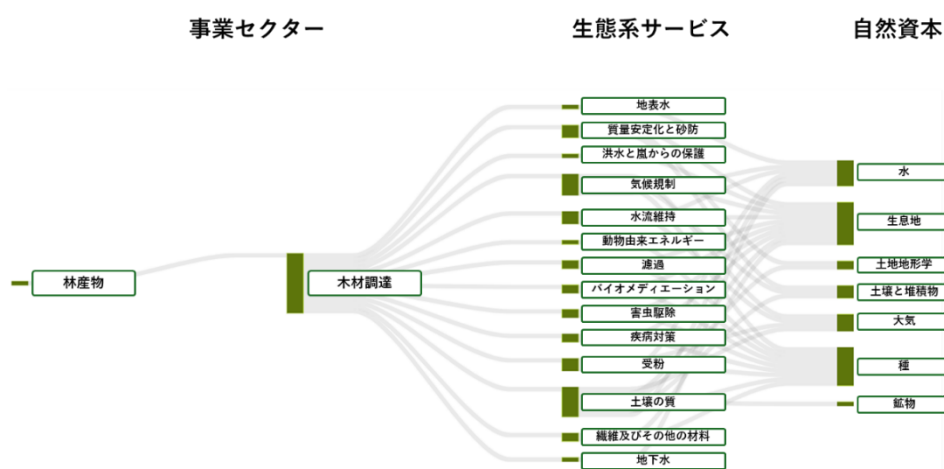 事業セクター
生態系サービス
自然資本
林産物
木材調達
地表水
質量安定化と砂防
洪水と嵐からの保護
気候規制
水流維持
動物由来エネルギー
濾過
バイオメディエーション
害虫駆除
疾病対策
受粉
土壌の質
繊維及びその他の材料
地下水
水
生息地
土地地形学
土壌と堆積物
大気
種
鉱物